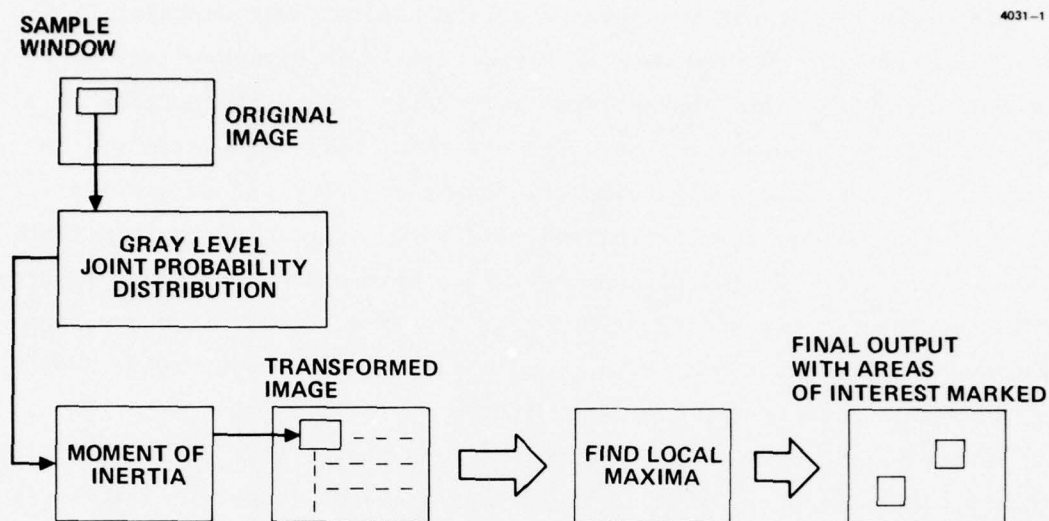 4031-1
SAMPLE
WINDOW
ORIGINAL
IMAGE
GRAY LEVEL
JOINT PROBABILITY
DISTRIBUTION
TRANSFORMED
IMAGE
FINAL OUTPUT
WITH AREAS
OF INTEREST MARKED
MOMENT OF
INERTIA
FIND LOCAL
MAXIMA